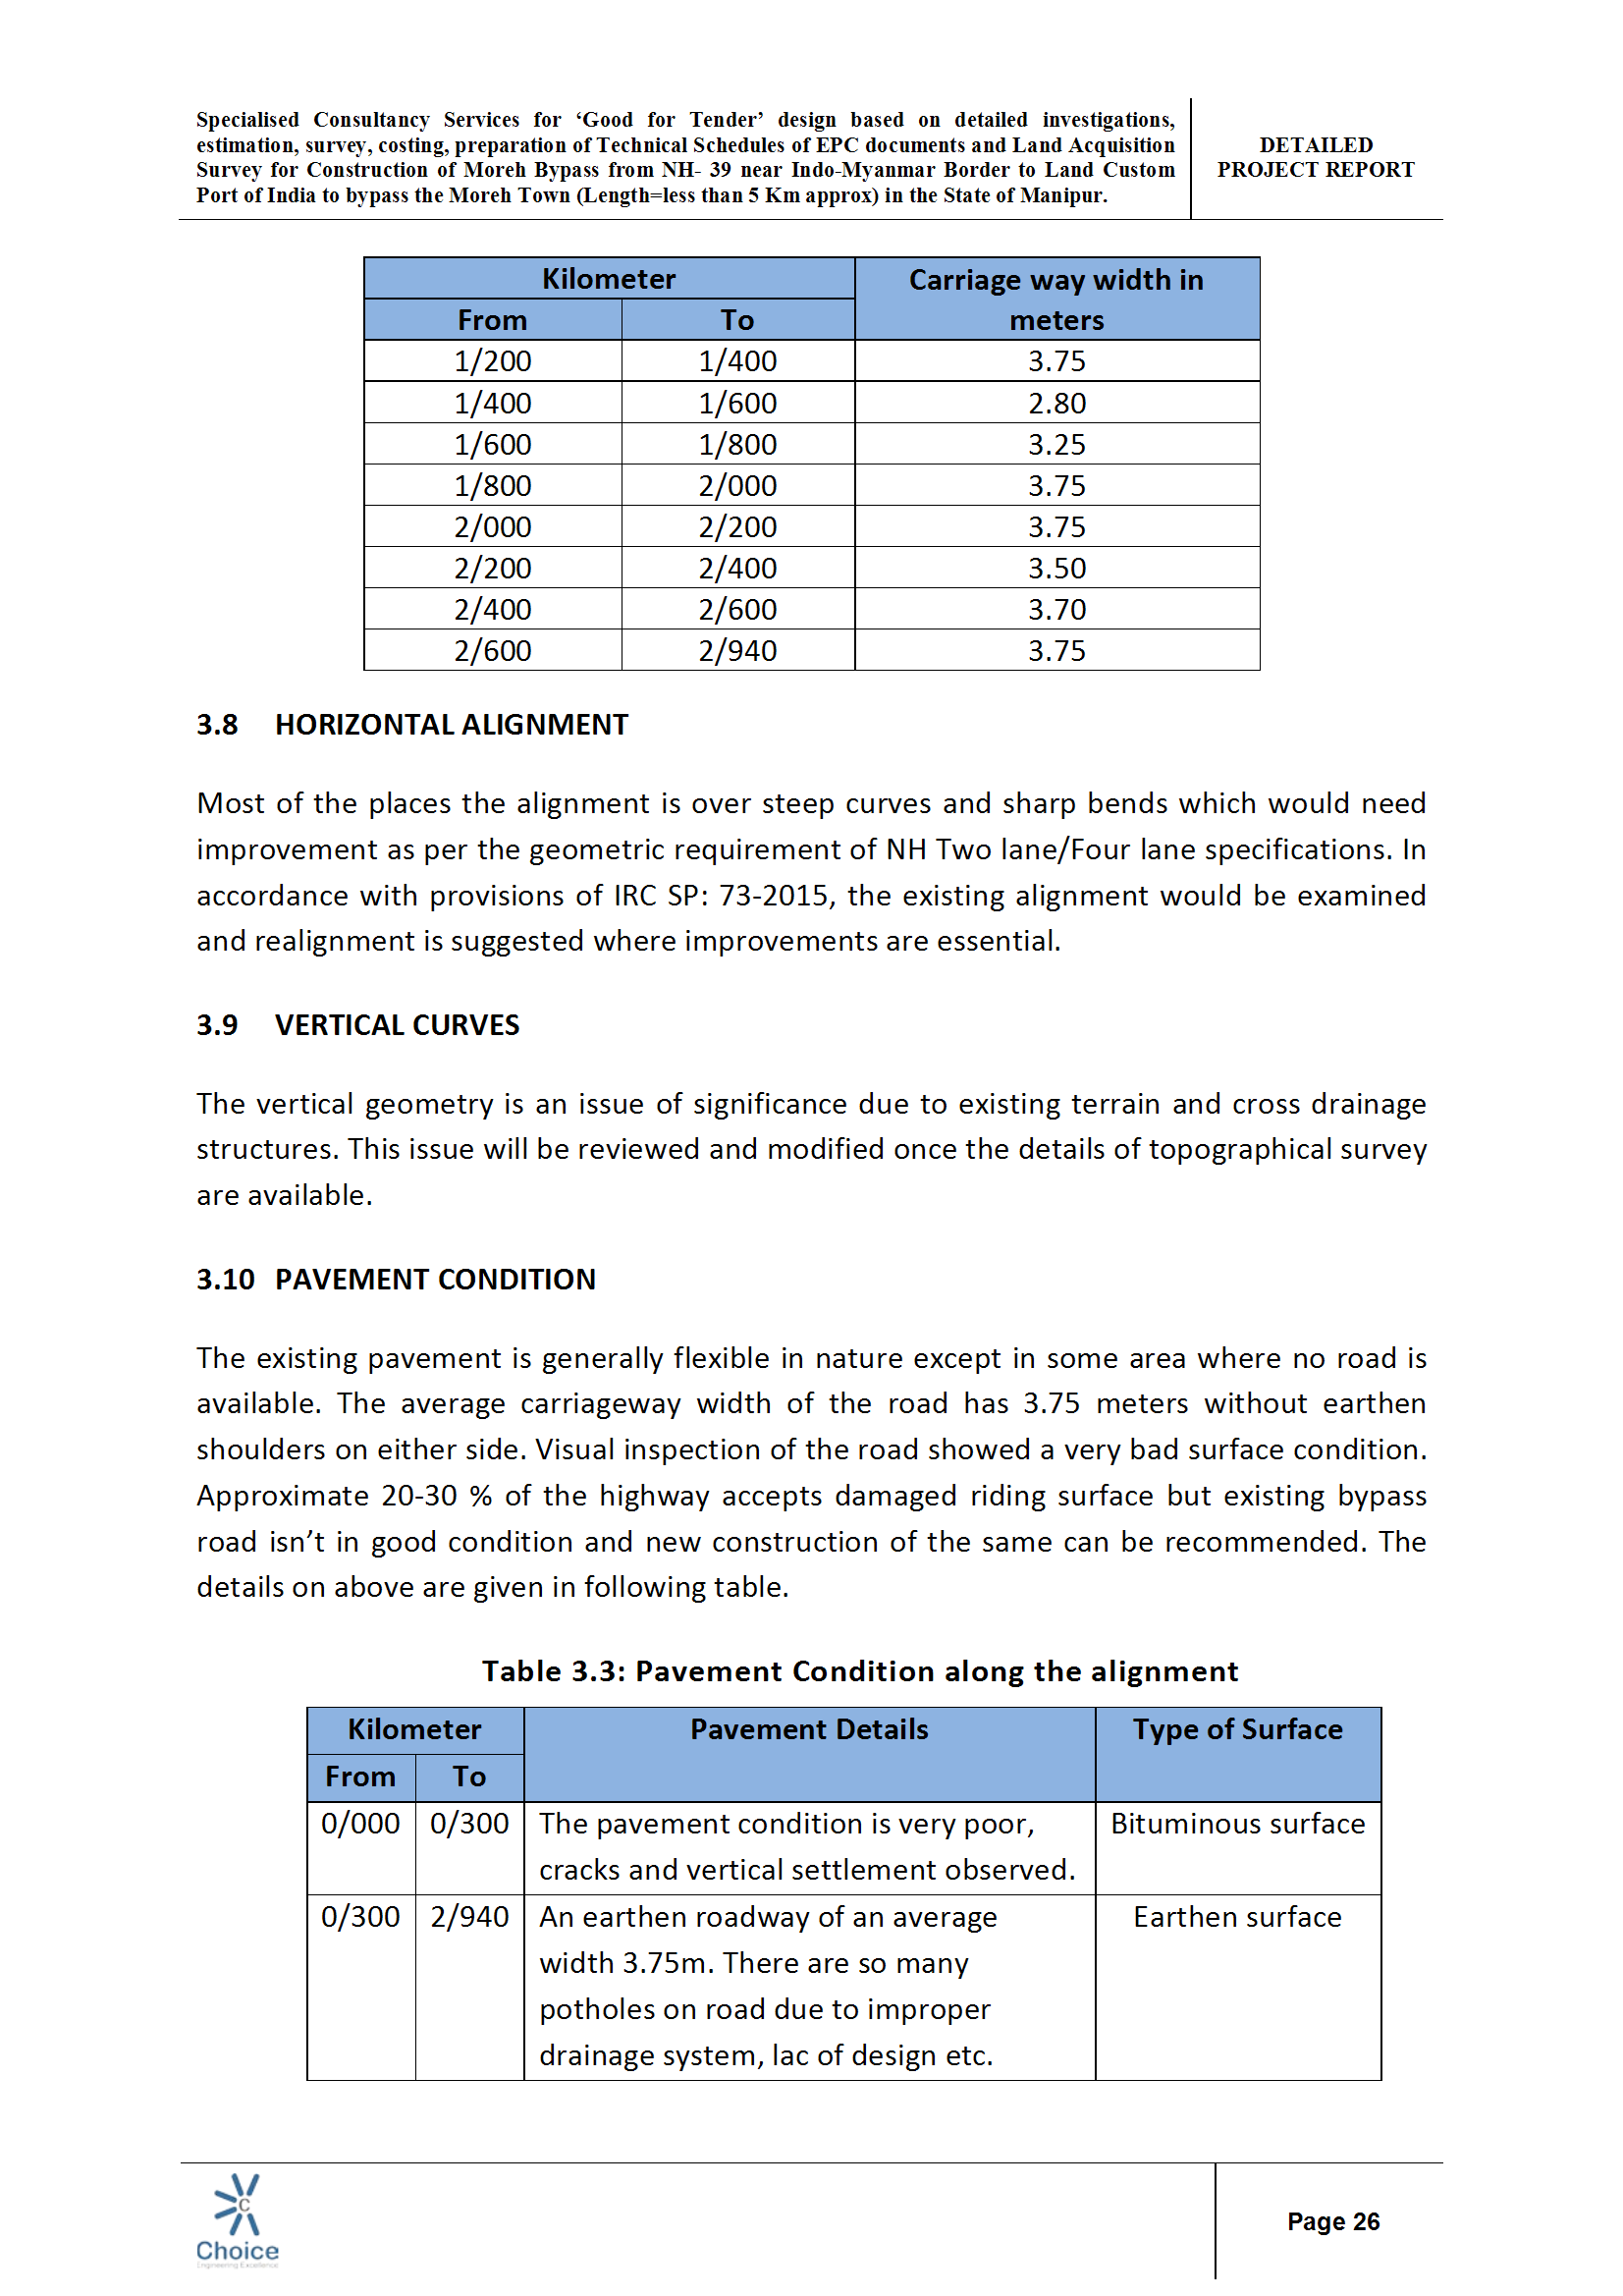 Specialised Consultancy Services for ‘Good for Tender’ design based on detailed investigations,
estimation, survey, costing, preparation of Technical Schedules of EPC documents and Land Acquisition
Survey for Construction of Moreh Bypass from NH- 39 near Indo-Myanmar Border to Land Custom
Port of India to bypass the Moreh Town (Length=less than 5 Km approx) in the State of Manipur.
DETAILED
PROJECT REPORT
Kilometer Carriage way width in
From To meters
1/200 1/400 3.75
1/400 1/600 2.80
1/600 1/800 3.25
1/800 2/000 3.75
2/000 2/200 3.75
2/200 2/400 3.50
2/400 2/600 3.70
2/600 2/940 3.75
3.8 HORIZONTAL ALIGNMENT
Most of the places the alignment is over steep curves and sharp bends which would need
improvement as per the geometric requirement of NH Two lane/Four lane specifications. In
accordance with provisions of IRC SP: 73-2015, the existing alignment would be examined
and realignment is suggested where improvements are essential.
3.9 VERTICAL CURVES
The vertical geometry is an issue of significance due to existing terrain and cross drainage
structures. This issue will be reviewed and modified once the details of topographical survey
are available.
3.10 PAVEMENT CONDITION
The existing pavement is generally flexible in nature except in some area where no road is
available. The average carriageway width of the road has 3.75 meters without earthen
shoulders on either side. Visual inspection of the road showed a very bad surface condition.
Approximate 20-30 % of the highway accepts damaged riding surface but existing bypass
road isn’t in good condition and new construction of the same can be recommended. The
details on above are given in following table.
Table 3.3: Pavement Condition along the alignment
Kilometer Pavement Details Type of Surface
From To
0/000 0/300 The pavement condition is very poor, Bituminous surface
cracks and vertical settlement observed.
0/300 2/940 An earthen roadway of an average Earthen surface
width 3.75m. There are so many
potholes on road due to improper
drainage system, lac of design etc.
C
Choice
Engineering Excellence
Page 26